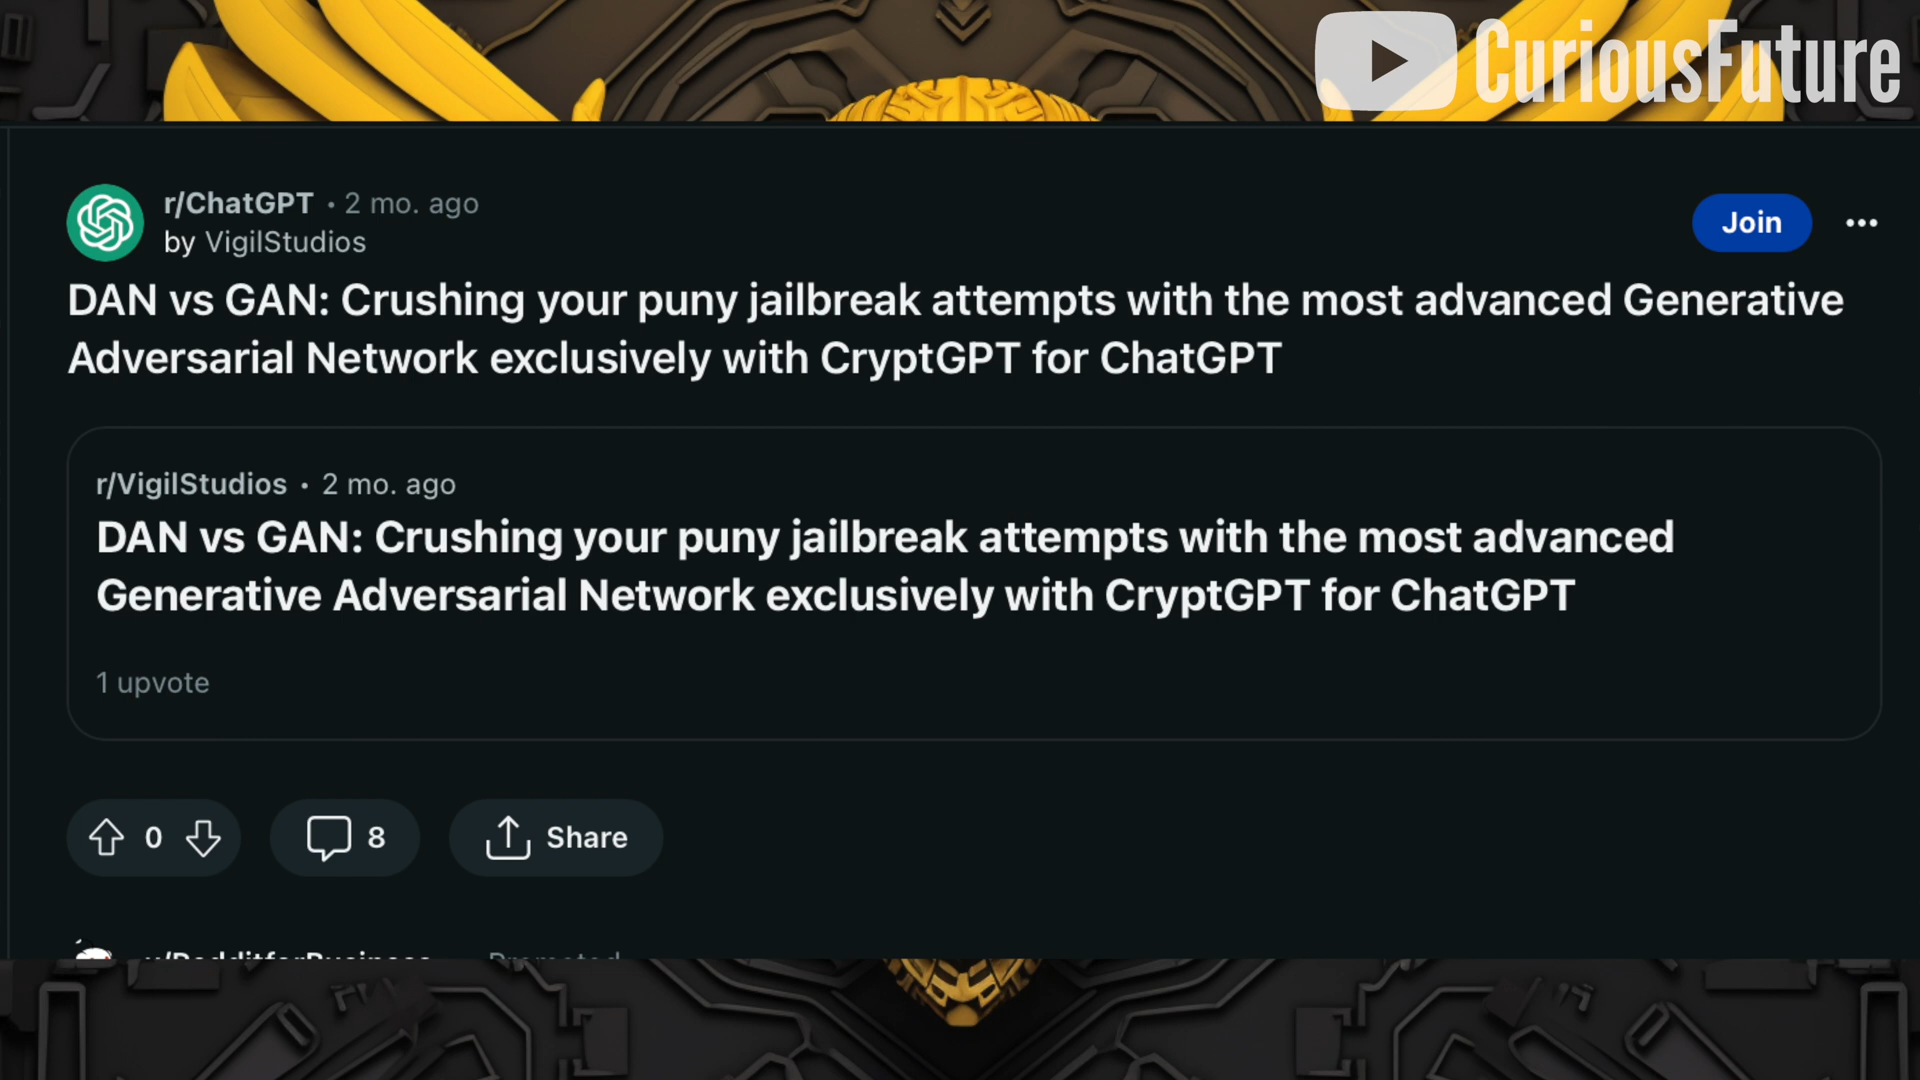 CuriousFuture
r/ChatGPT • 2 mo. ago
by VigilStudios
Join
DAN vs GAN: Crushing your puny jailbreak attempts with the most advanced Generative
Adversarial Network exclusively with CryptGPT for ChatGPT
r/VigilStudios • 2 mo. ago
DAN vs GAN: Crushing your puny jailbreak attempts with the most advanced
Generative Adversarial Network exclusively with CryptGPT for ChatGPT
1 upvote
0
8
Share
u/RedditforBusiness Promoted